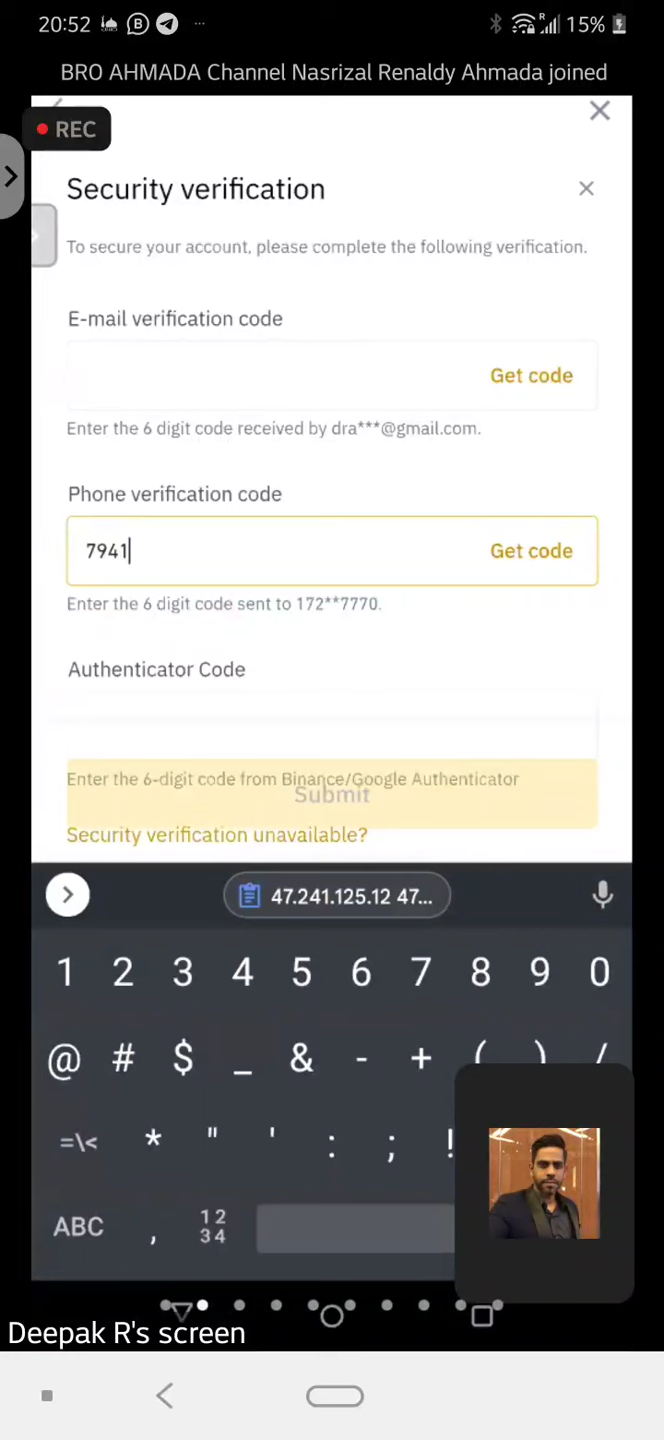 20:52 ··· R 15%
BRO AHMADA Channel Nasrizal Renaldy Ahmada joined
REC
Security verification
To secure your account, please complete the following verification.
E-mail verification code
Get code
Enter the 6 digit code received by dra***@gmail.com.
Phone verification code
7941
Get code
Enter the 6 digit code sent to 172**7770.
Authenticator Code
Enter the 6-digit code from Binance/Google Authenticator
Submit
Security verification unavailable?
47.241.125.12 47...
1 2 3 4 5 6 7 8 9 0
@ # $ _ & - + ( ) /
=\< * " ' : ; !
ABC , 12
34
Deepak R's screen